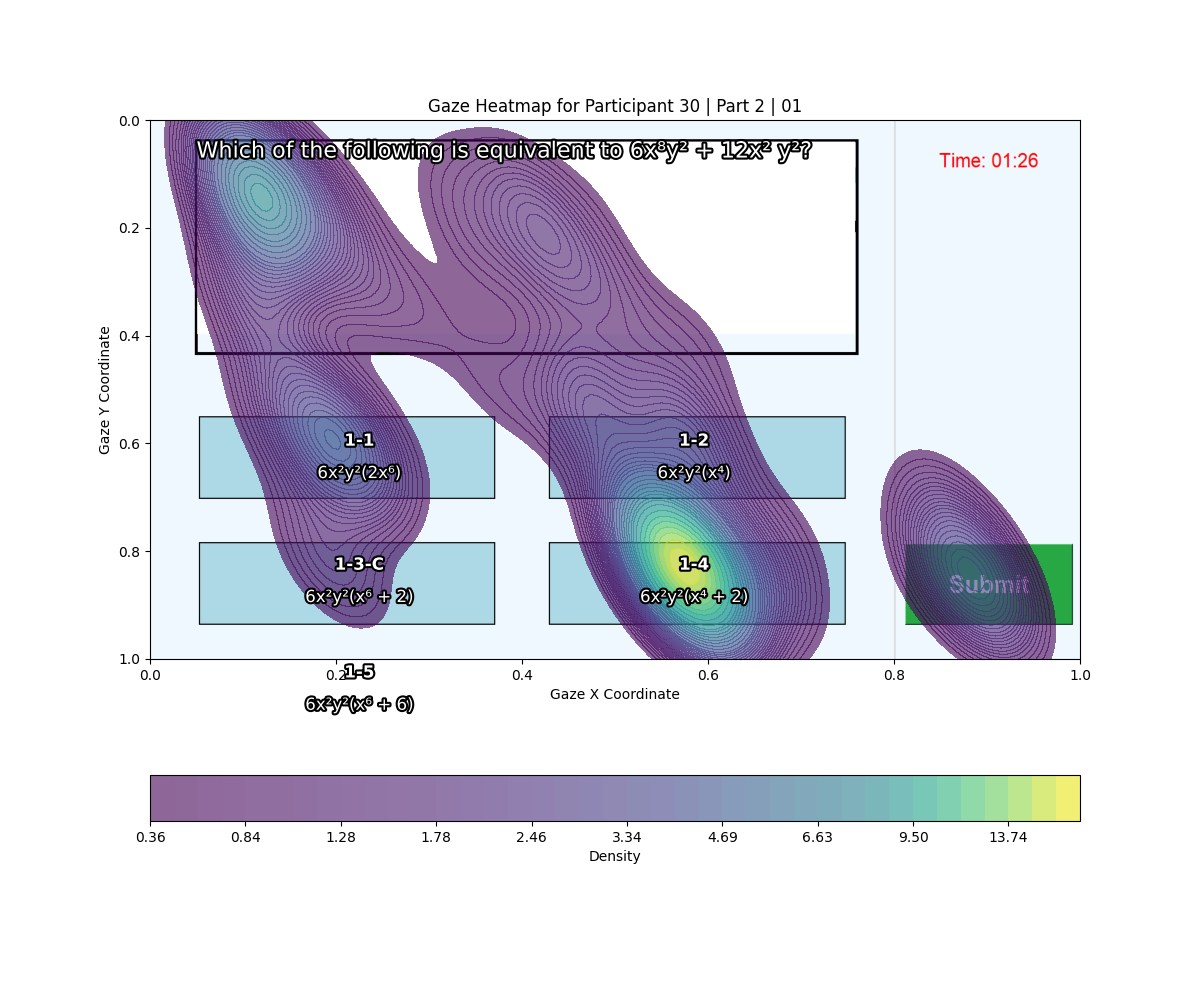 Gaze Heatmap for Participant 30 | Part 2 | 01
Which of the following is equivalent to 6x⁸y² + 12x² y²?
Time: 01:26
0.0
0.2
0.4
0.6
0.8
1.0
Gaze Y Coordinate
1-1
6x²y²(2x⁶)
1-2
6x²y²(x⁴)
1-3-C
6x²y²(x⁶ + 2)
1-4
6x²y²(x⁴ + 2)
Submit
0.0
0.2
0.4
0.6
0.8
1.0
Gaze X Coordinate
1-5
6x²y²(x⁶ + 6)
0.36
0.84
1.28
1.78
2.46
3.34
4.69
6.63
9.50
13.74
Density